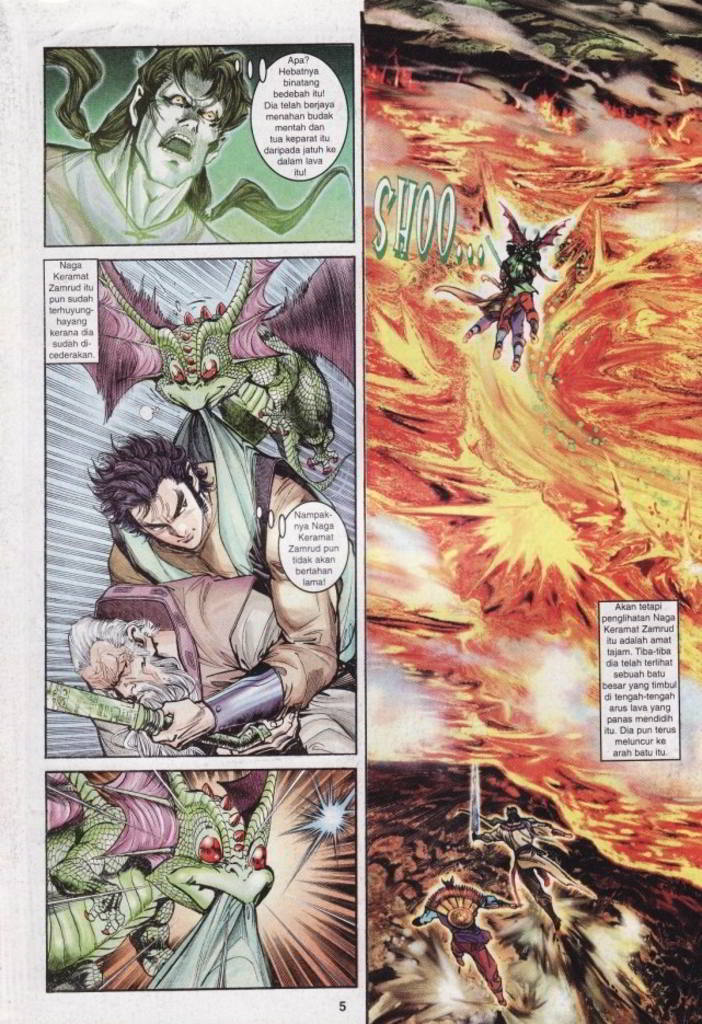 Apa?
Hebatnya
binatang
bedebah itu!
Dia telah berjaya
menahan budak
mentah dan
tua keparat itu
daripada jatuh ke
dalam lava
itu!
Naga
Keramat
Zamrud itu
pun sudah
terhuyung-
hayang
kerana dia
sudah di-
cederakan.
Nampak-
nya Naga
Keramat
Zamrud pun
tidak akan
bertahan
lama!
SHOO...
Akan tetapi
penglihatan Naga
Keramat Zamrud
itu adalah amat
tajam. Tiba-tiba
dia telah terlihat
sebuah batu
besar yang timbul
di tengah-tengah
arus lava yang
panas mendidih
itu. Dia pun terus
meluncur ke
arah batu itu.
5